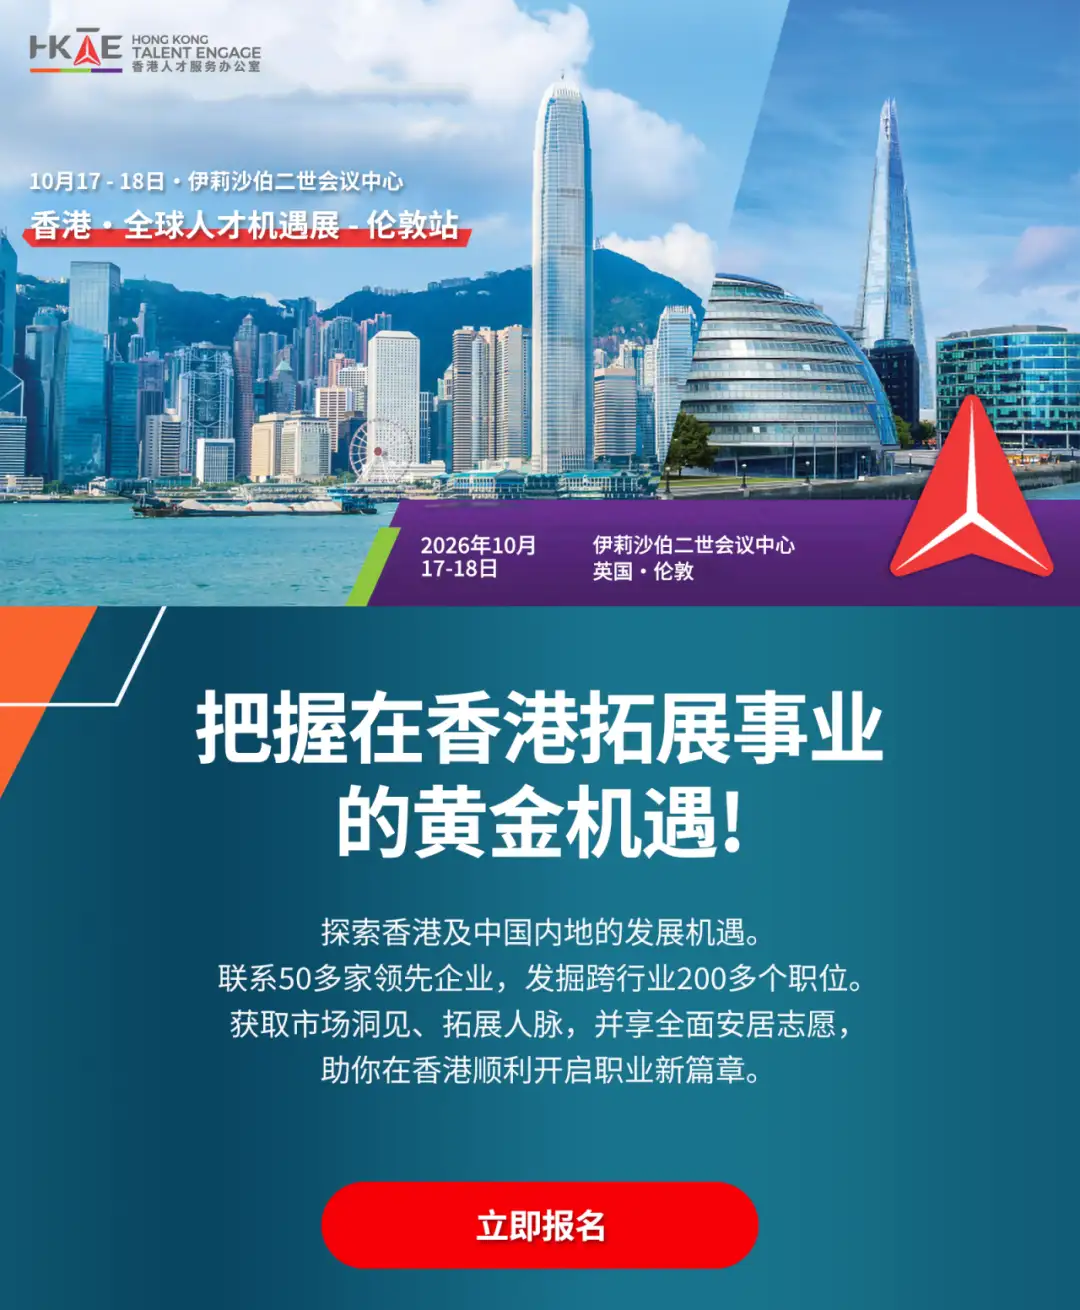 HKTE
HONG KONG
TALENT ENGAGE
香港人才服务办公室
10月17 - 18日・伊莉沙伯二世会议中心
香港・全球人才机遇展 - 伦敦站
2026年10月
17-18日
伊莉沙伯二世会议中心
英国・伦敦
把握在香港拓展事业
的黄金机遇!
探索香港及中国内地的发展机遇。
联系50多家领先企业，发掘跨行业200多个职位。
获取市场洞见、拓展人脉，并享全面安居志愿，
助你在香港顺利开启职业新篇章。
立即报名